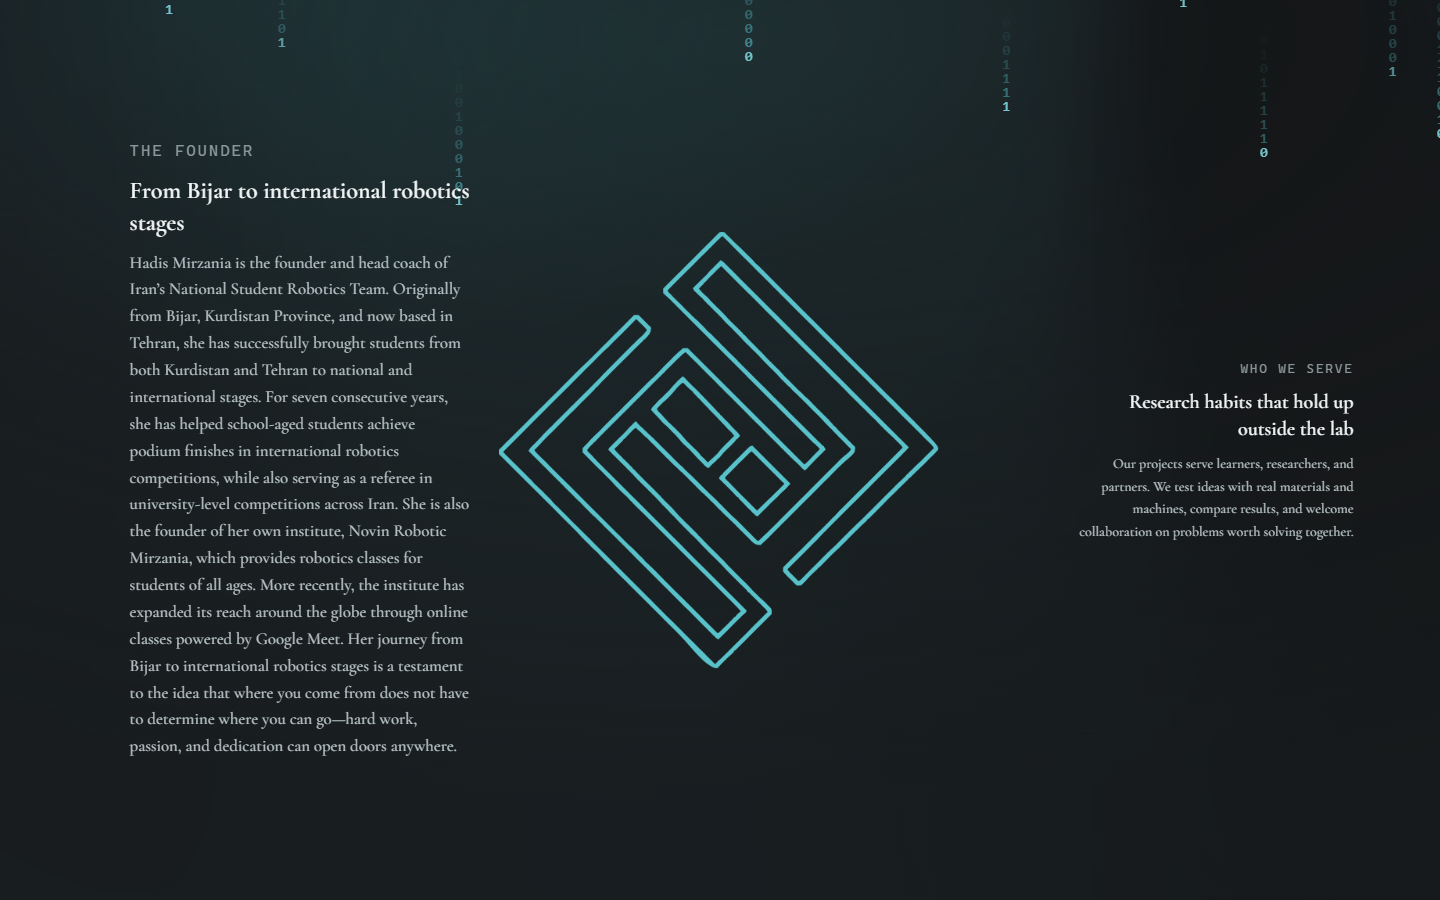 THE FOUNDER
From Bijar to international robotics
stages
Hadis Mirzania is the founder and head coach of
Iran’s National Student Robotics Team. Originally
from Bijar, Kurdistan Province, and now based in
Tehran, she has successfully brought students from
both Kurdistan and Tehran to national and
international stages. For seven consecutive years,
she has helped school-aged students achieve
podium finishes in international robotics
competitions, while also serving as a referee in
university-level competitions across Iran. She is also
the founder of her own institute, Novin Robotic
Mirzania, which provides robotics classes for
students of all ages. More recently, the institute has
expanded its reach around the globe through online
classes powered by Google Meet. Her journey from
Bijar to international robotics stages is a testament
to the idea that where you come from does not have
to determine where you can go—hard work,
passion, and dedication can open doors anywhere.
WHO WE SERVE
Research habits that hold up
outside the lab
Our projects serve learners, researchers, and
partners. We test ideas with real materials and
machines, compare results, and welcome
collaboration on problems worth solving together.